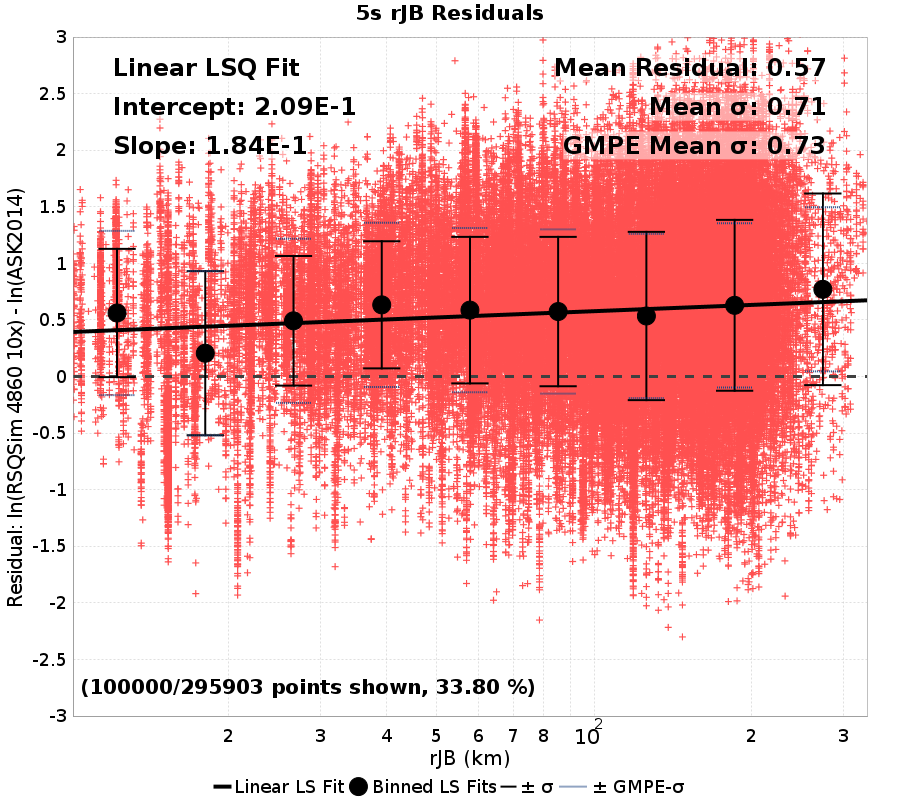 5s rJB Residuals
Linear LSQ Fit
Intercept: 2.09E-1
Slope: 1.84E-1
Mean Residual: 0.57
Mean σ: 0.71
GMPE Mean σ: 0.73
Residual: ln(RSQSim 4860 10x) - ln(ASK2014)
3
2.5
2
1.5
1
0.5
0
-0.5
-1
-1.5
-2
-2.5
-3
(100000/295903 points shown, 33.80 %)
2 3 4 5 6 7 8 10² 2 3
rJB (km)
Linear LS Fit Binned LS Fits ± σ ± GMPE-σ